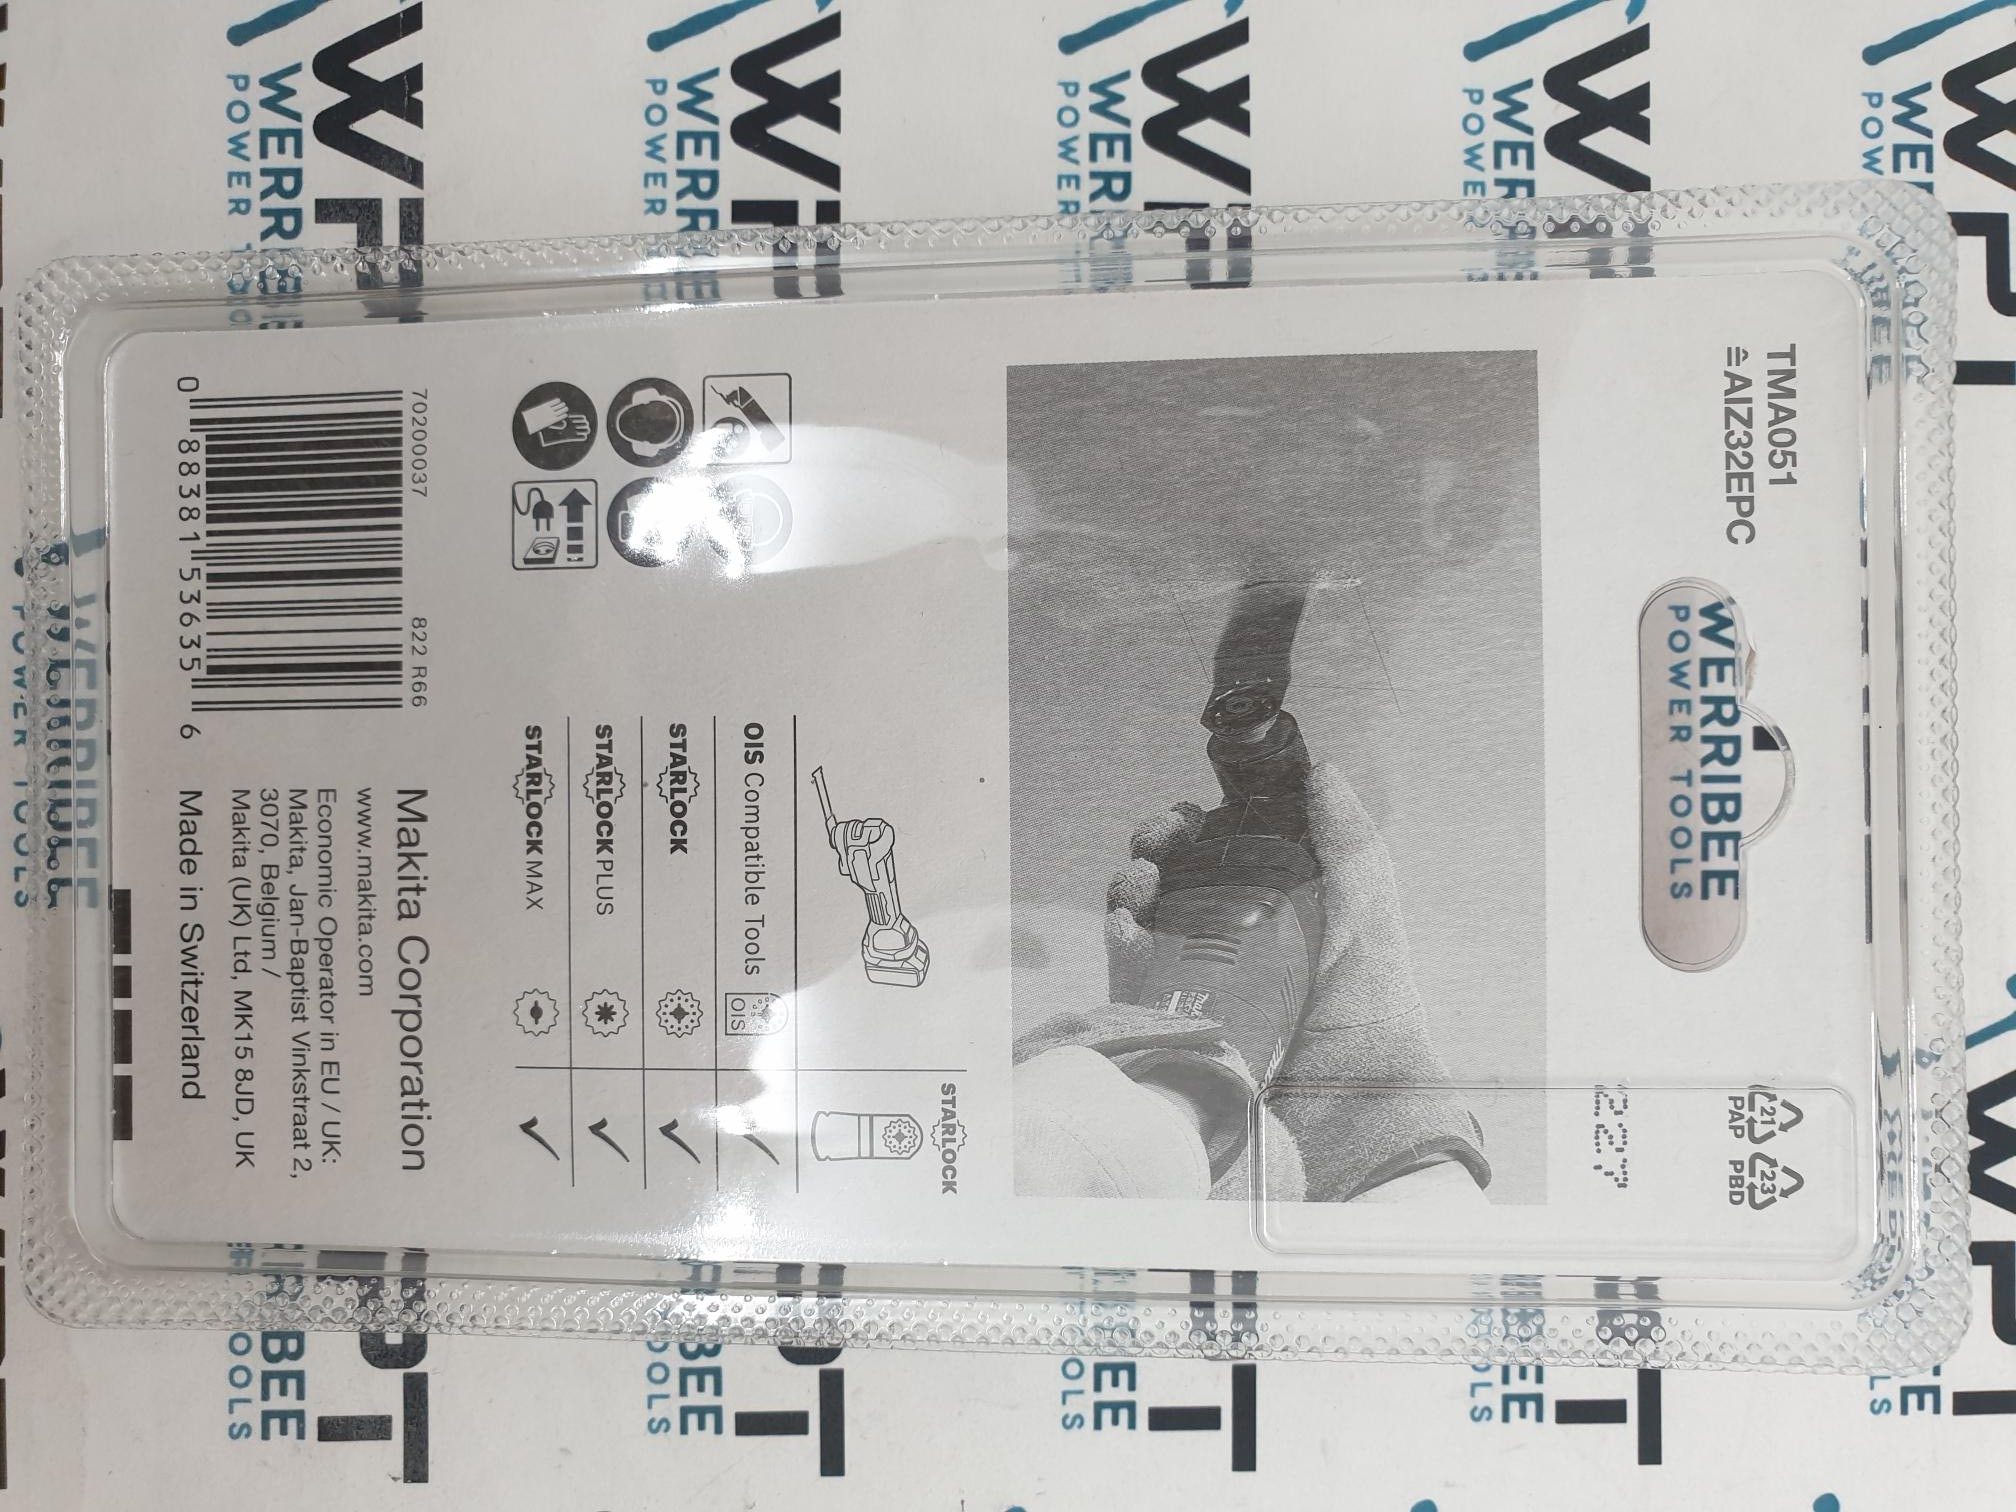 TMA051
≙AIZ32EPC
WERRIBEE
POWER TOOLS
21
PAP
23
PBD
STARLOCK
OIS Compatible Tools
OIS
STARLOCK
STARLOCK PLUS
STARLOCK MAX
70200037
822 R66
0 88381 53635 6
Makita Corporation
www.makita.com
Economic Operator in EU / UK:
Makita, Jan-Baptist Vinkstraat 2,
3070, Belgium /
Makita (UK) Ltd, MK15 8JD, UK
Made in Switzerland